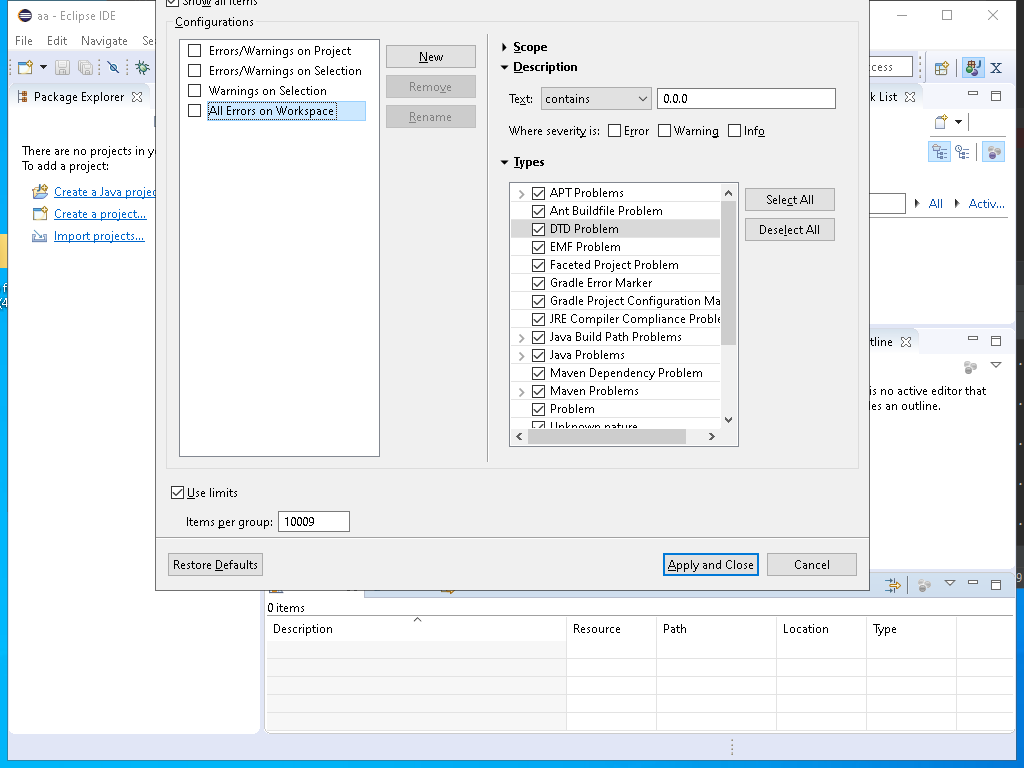 aa - Eclipse IDE
Show all items
File Edit Navigate Se
Configurations
Errors/Warnings on Project
Errors/Warnings on Selection
Warnings on Selection
All Errors on Workspace
New
Remove
Rename
Scope
Description
Text: contains 0.0.0
Where severity is: Error Warning Info
Types
APT Problems
Ant Buildfile Problem
DTD Problem
EMF Problem
Faceted Project Problem
Gradle Error Marker
Gradle Project Configuration Ma
JRE Compiler Compliance Proble
Java Build Path Problems
Java Problems
Maven Dependency Problem
Maven Problems
Problem
Unknown nature
Select All
Deselect All
Use limits
Items per group: 10009
Restore Defaults
Apply and Close
Cancel
Package Explorer
There are no projects in y
To add a project:
Create a Java projec
Create a project...
Import projects...
cess
k List
All Activ...
tline
is no active editor that
es an outline.
0 items
Description Resource Path Location Type